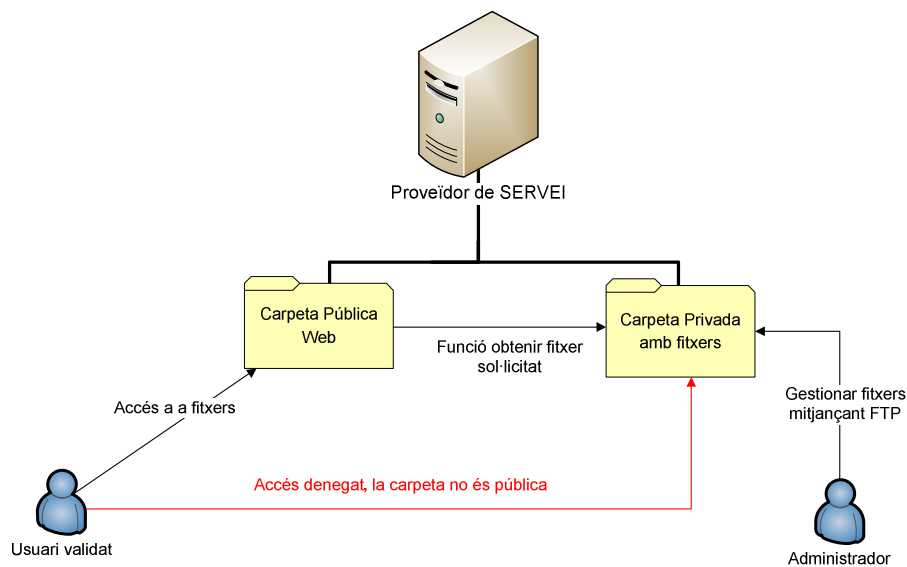 Proveïdor de SERVEI
Carpeta Pública
Web
Carpeta Privada
amb fitxers
Funció obtenir fitxer
sol·licitat
Gestionar fitxers
mitjançant FTP
Accés a a fitxers
Accés denegat, la carpeta no és pública
Usuari validat
Administrador